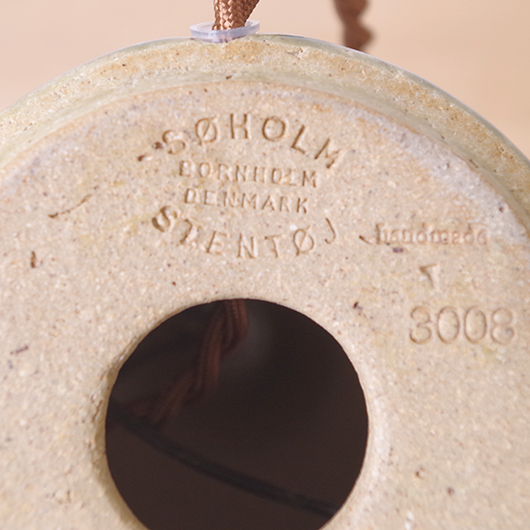 SØHOLM
BORNHOLM
DENMARK
STENTØJ
handmade
3008